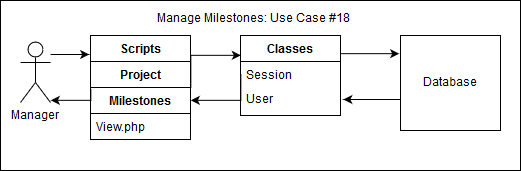 Manage Milestones: Use Case #18
Manager
Scripts
Project
Milestones
View.php
Classes
Session
User
Database